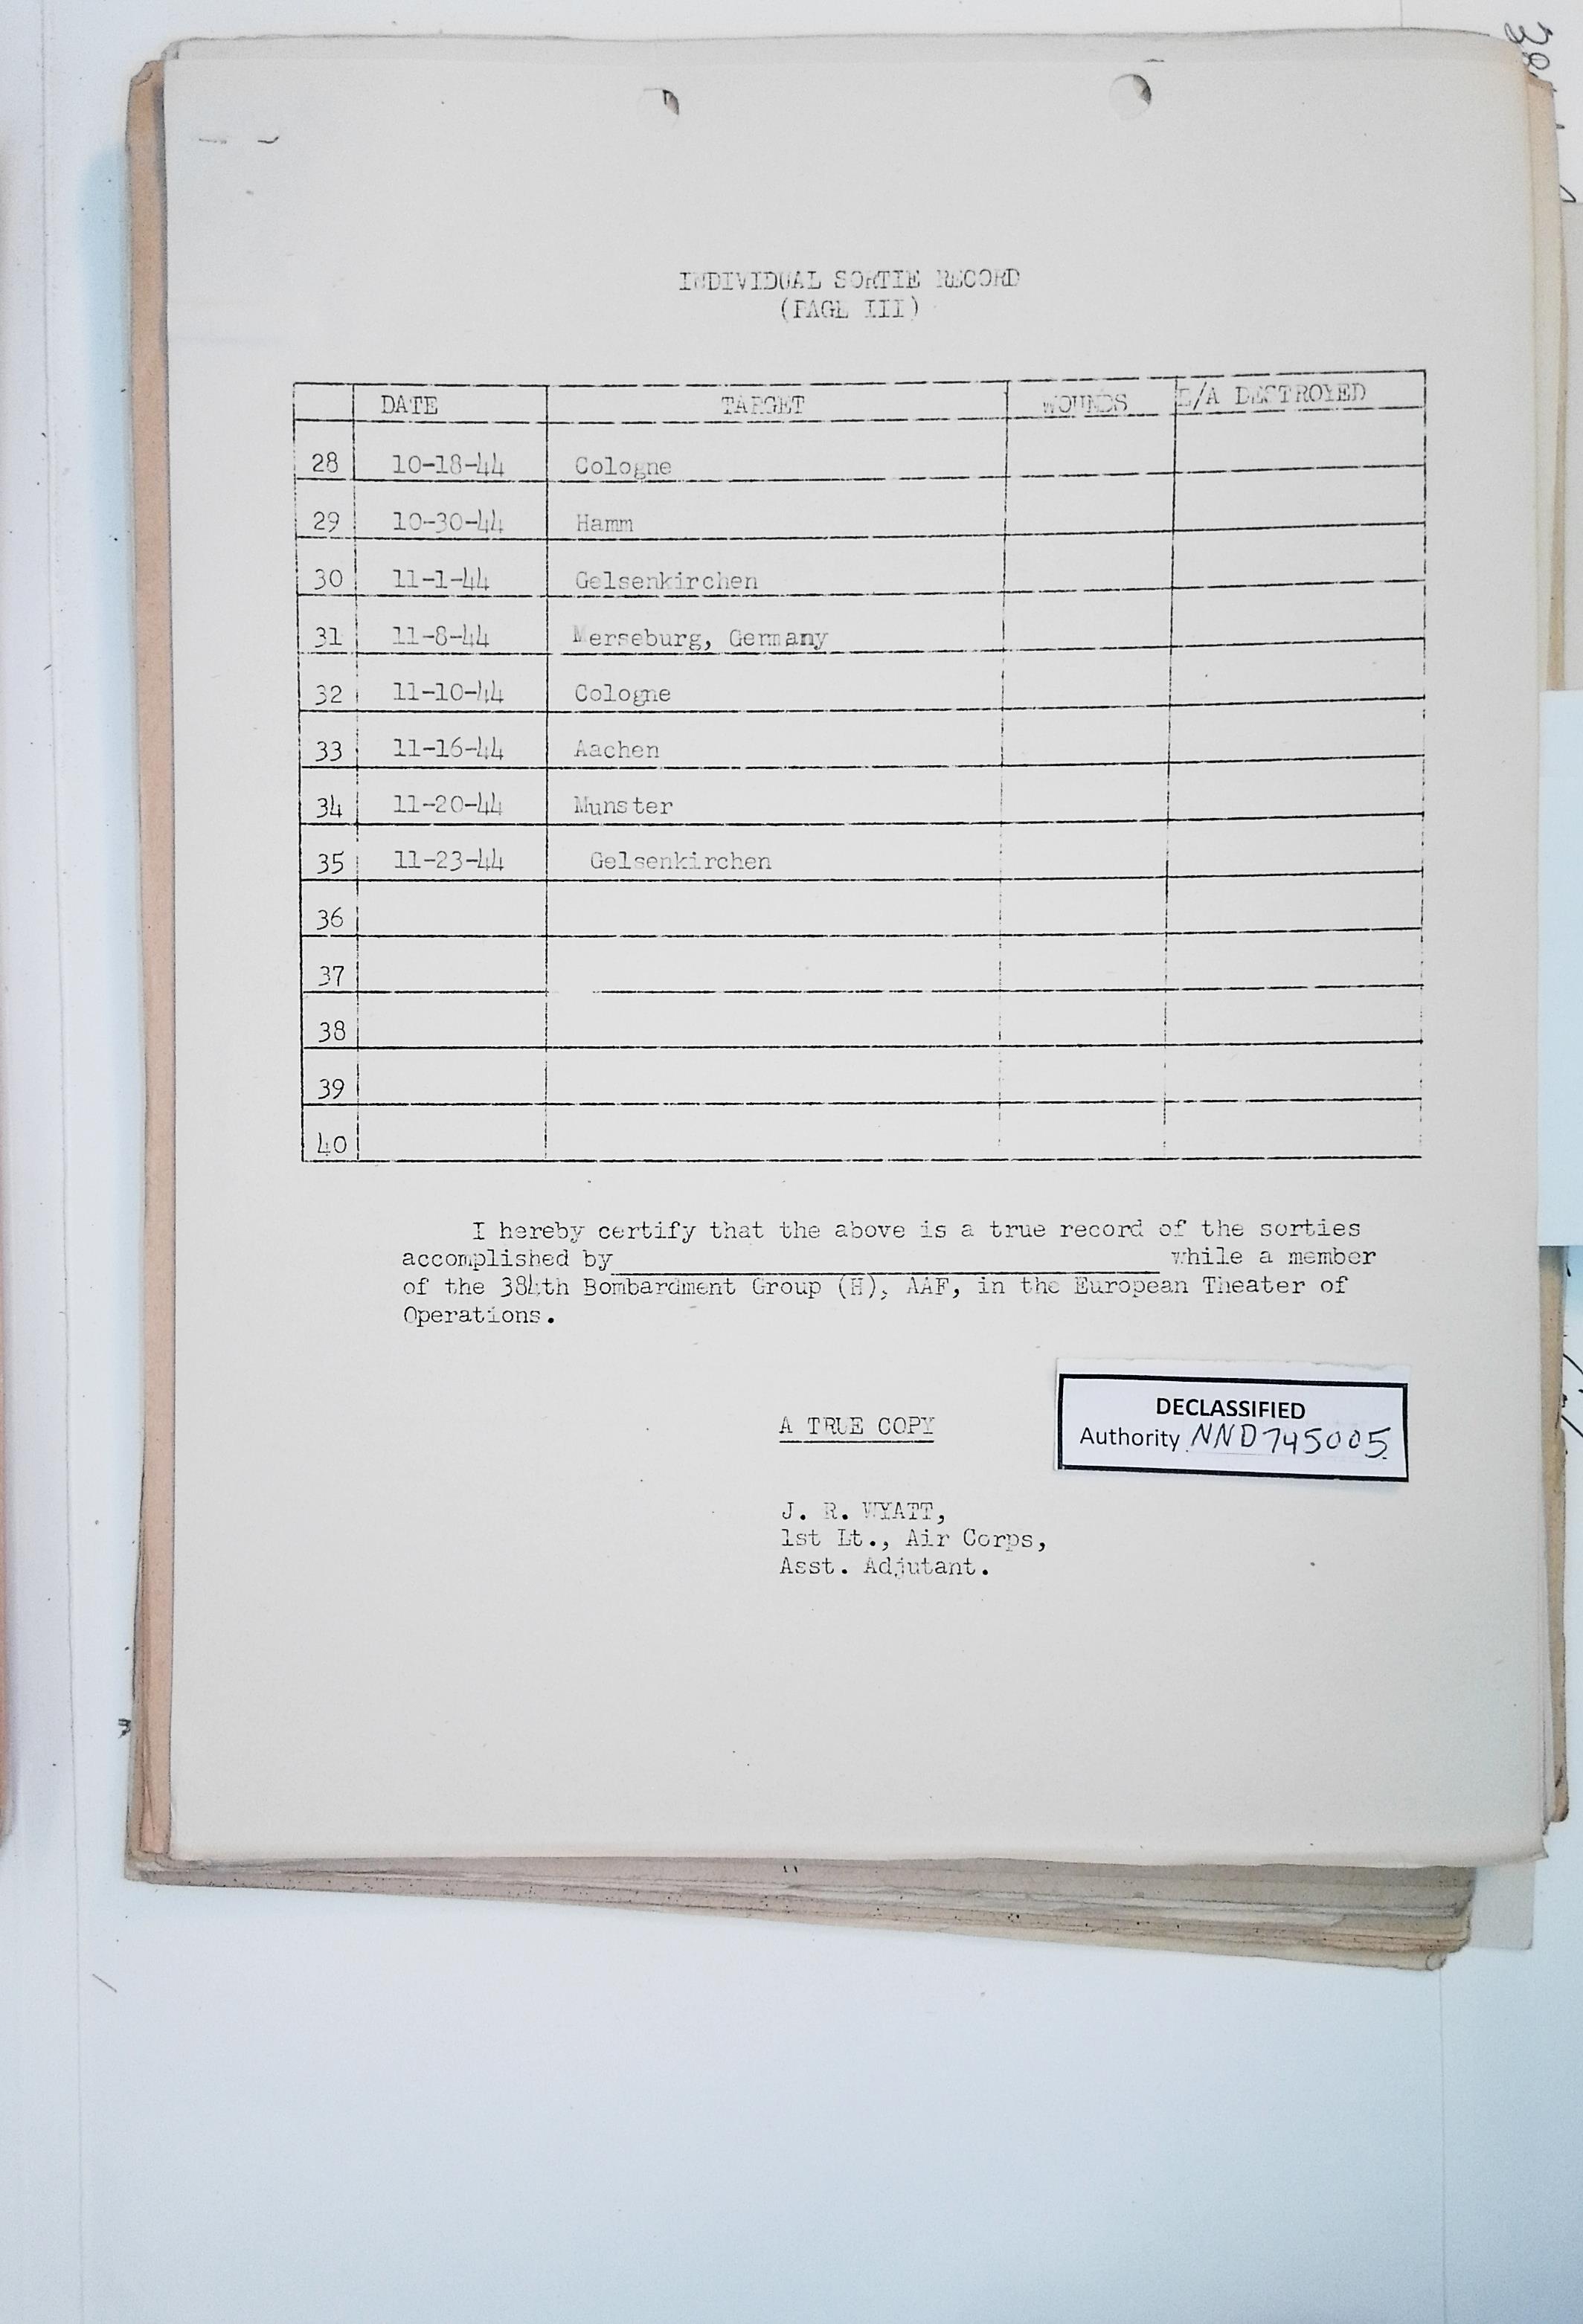 INDIVIDUAL SORTIE RECORD
(PAGE III)
DATE TARGET WOUNDS E/A DESTROYED
28 10-18-44 Cologne
29 10-30-44 Hamm
30 11-1-44 Gelsenkirchen
31 11-8-44 Merseburg, Germany
32 11-10-44 Cologne
33 11-16-44 Aachen
34 11-20-44 Munster
35 11-23-44 Gelsenkirchen
36
37
38
39
40
I hereby certify that the above is a true record of the sorties
accomplished by while a member
of the 384th Bombardment Group (H), AAF, in the European Theater of
Operations.
A TRUE COPY
DECLASSIFIED
Authority NND745005
J. R. WYATT,
1st Lt., Air Corps,
Asst. Adjutant.